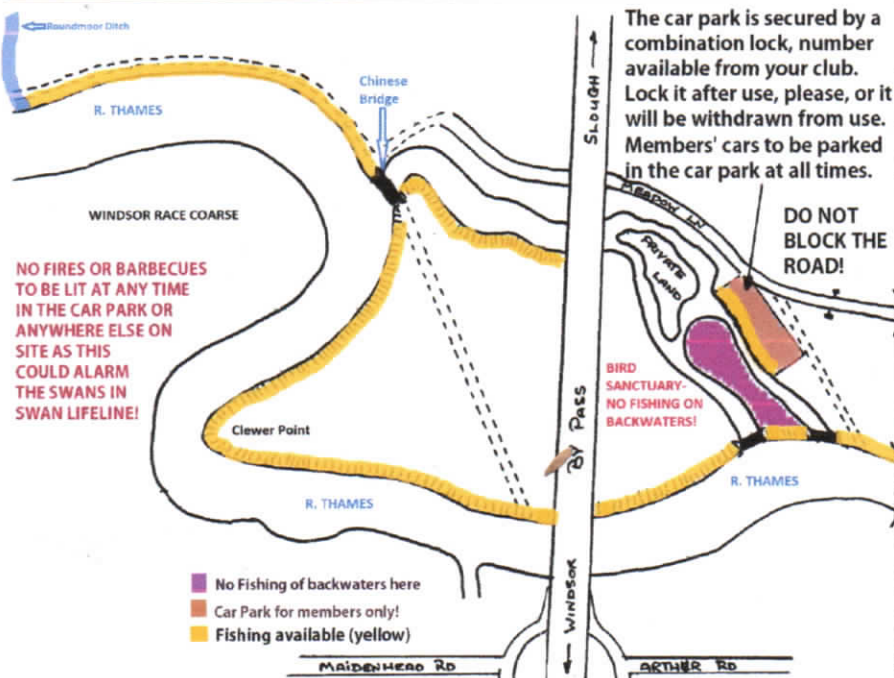 Roundmoor Ditch
R. THAMES
Chinese
Bridge
SLOUGH
The car park is secured by a
combination lock, number
available from your club.
Lock it after use, please, or it
will be withdrawn from use.
Members' cars to be parked
in the car park at all times.
MEADOW LN
DO NOT
BLOCK THE
ROAD!
WINDSOR RACE COARSE
PRIVATE
LAND
NO FIRES OR BARBECUES
TO BE LIT AT ANY TIME
IN THE CAR PARK OR
ANYWHERE ELSE ON
SITE AS THIS
COULD ALARM
THE SWANS IN
SWAN LIFELINE!
BIRD
SANCTUARY-
NO FISHING ON
BACKWATERS!
Clewer Point
BY PASS
R. THAMES
R. THAMES
No Fishing of backwaters here
Car Park for members only!
Fishing available (yellow)
WINDSOR
MAIDENHEAD RD
ARTHER RD